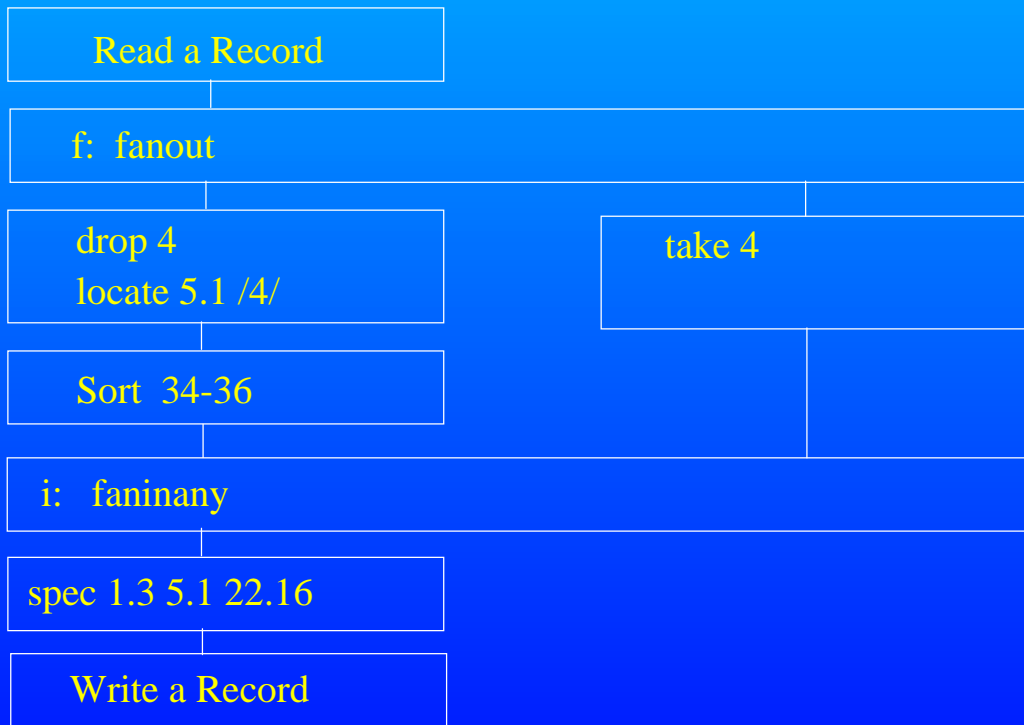 Read a Record
f: fanout
drop 4
locate 5.1 /4/
take 4
Sort 34-36
i: faninany
spec 1.3 5.1 22.16
Write a Record